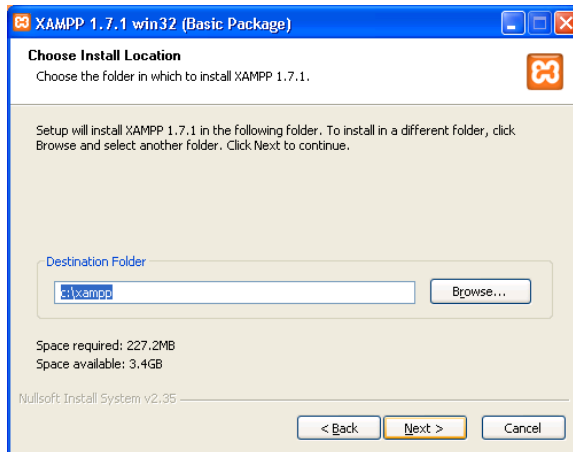 XAMPP 1.7.1 win32 (Basic Package)
Choose Install Location
Choose the folder in which to install XAMPP 1.7.1.
Setup will install XAMPP 1.7.1 in the following folder. To install in a different folder, click
Browse and select another folder. Click Next to continue.
Destination Folder
c:\xampp
Browse...
Space required: 227.2MB
Space available: 3.4GB
Nullsoft Install System v2.35
< Back
Next >
Cancel